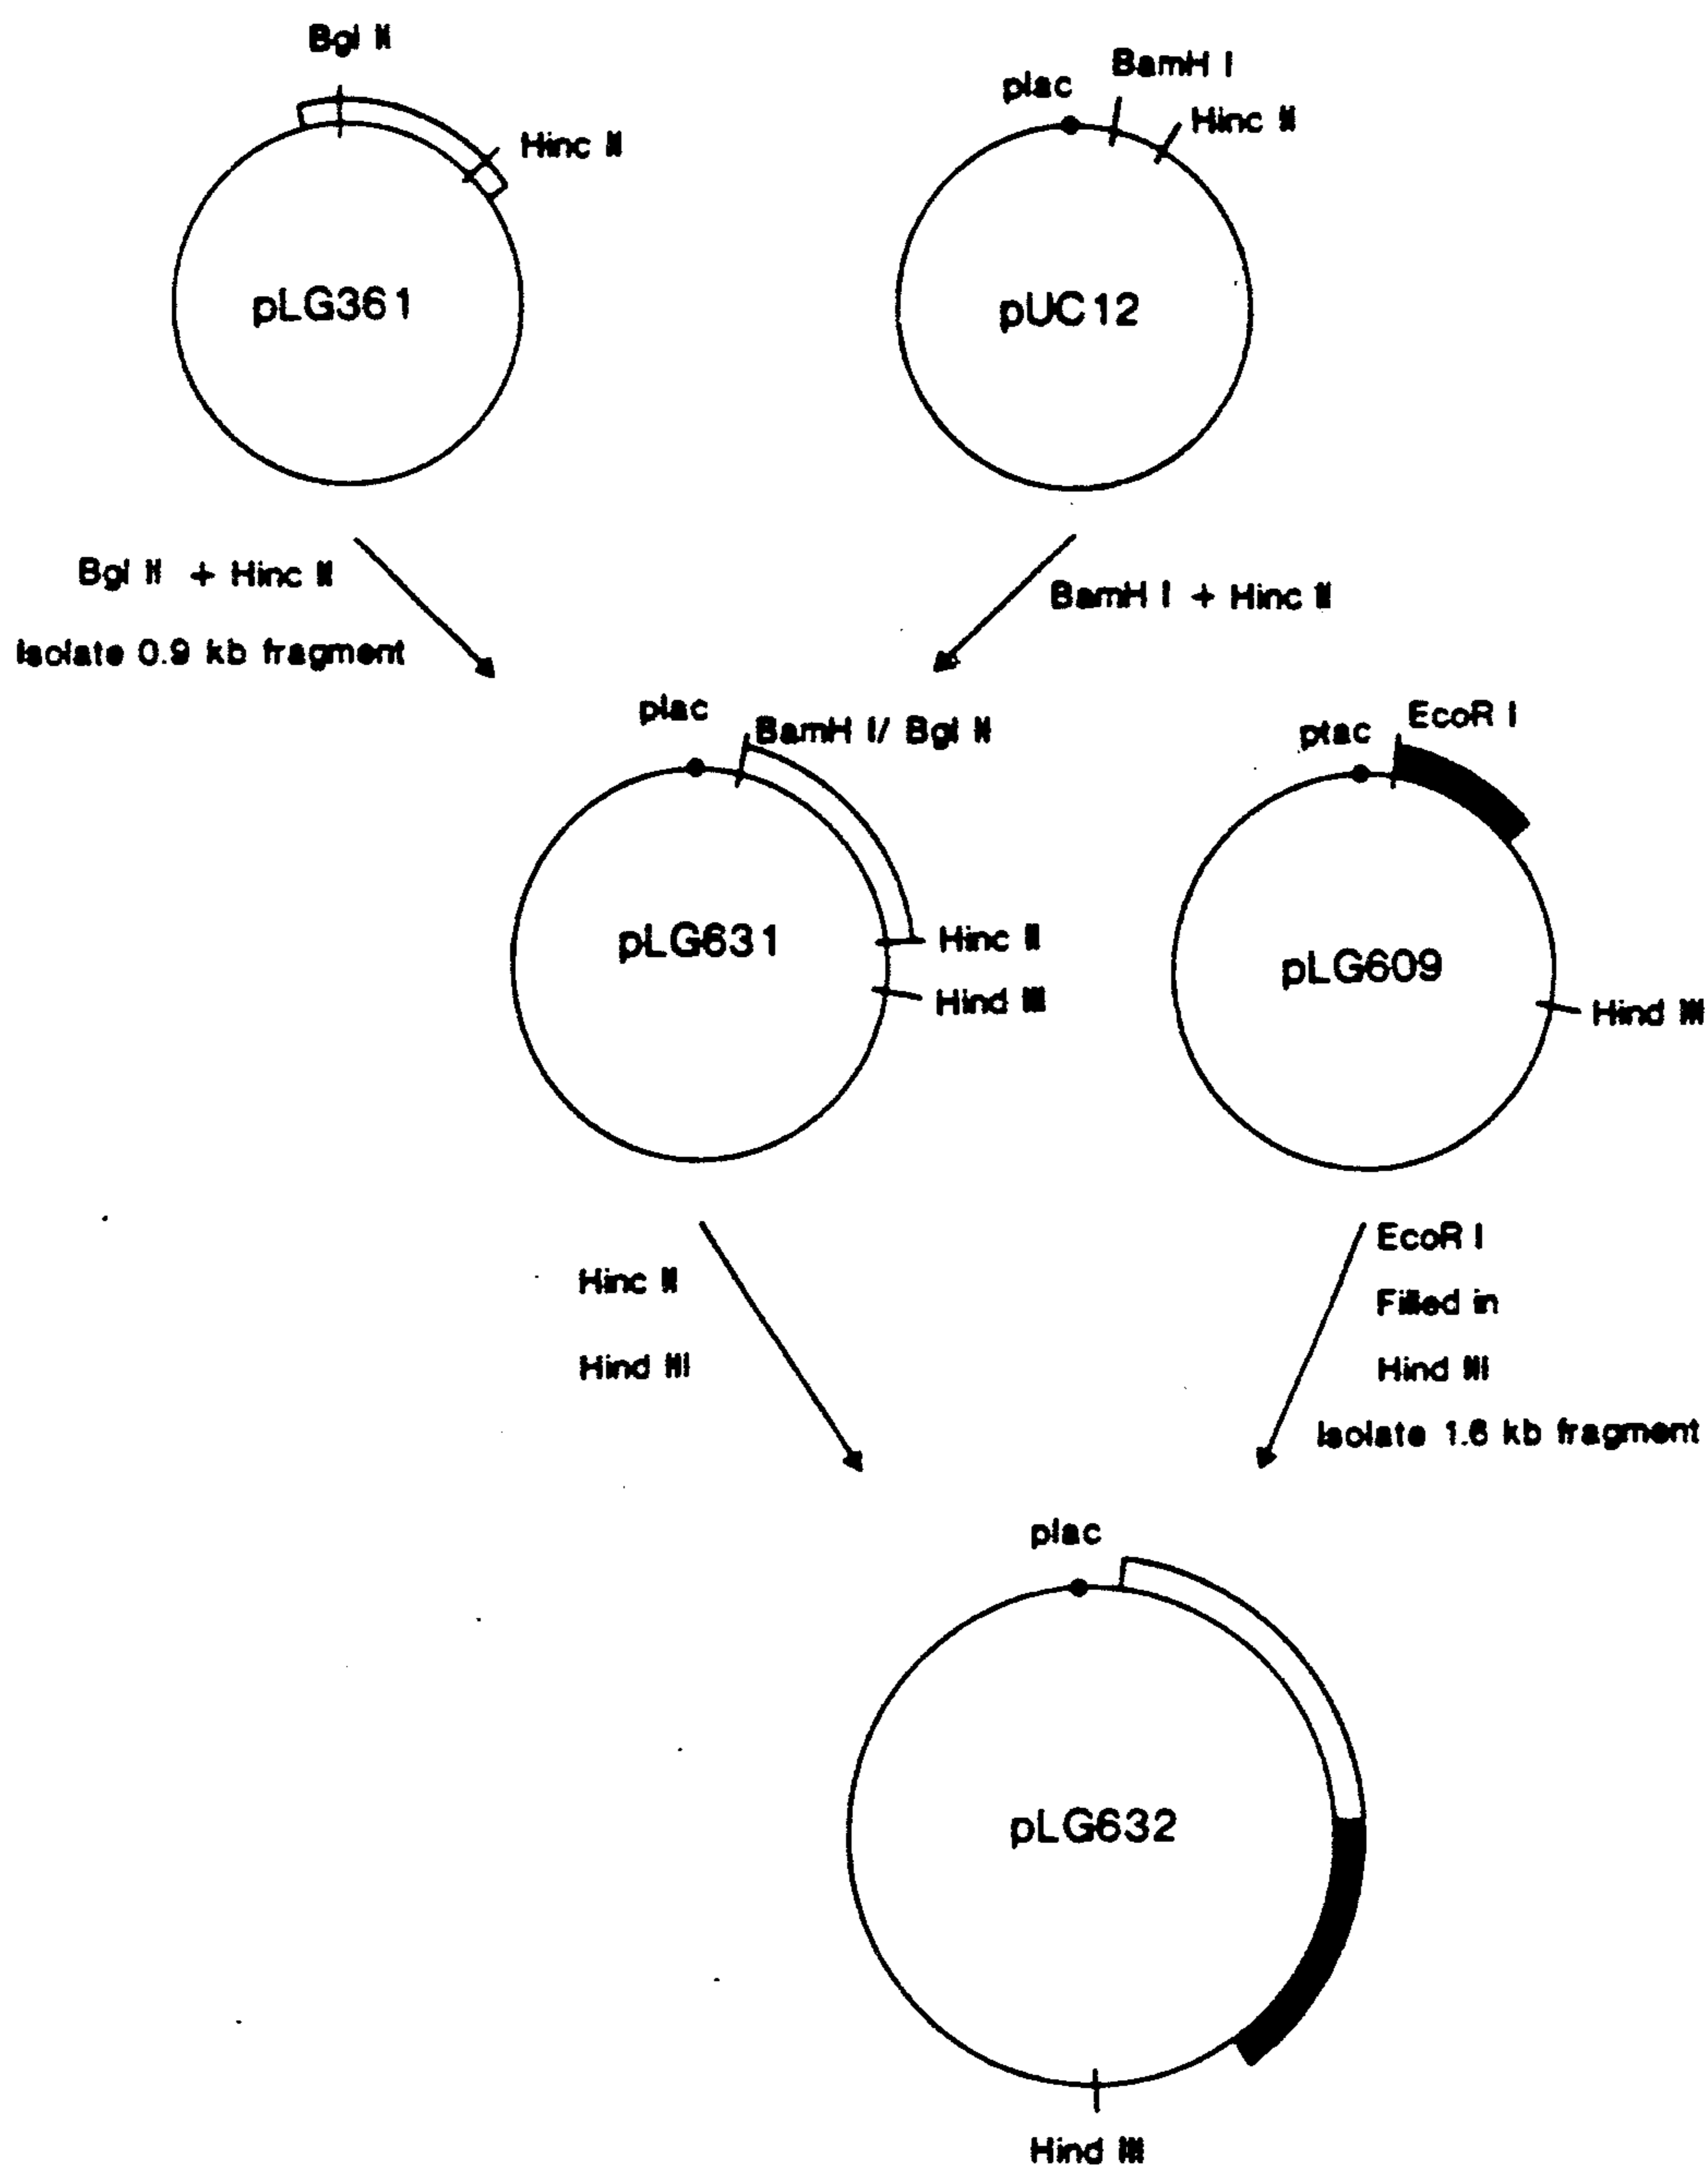 Bgl II
Hinc II
pLG361
plac
BamH I
Hinc II
pUC12
Bgl II + Hinc II
Isolate 0.9 kb fragment
BamH I + Hinc II
plac
BamH I/ Bgl II
pLG631
Hinc II
Hind III
ptac
EcoR I
pLG609
Hind III
Hinc II
Hind III
EcoR I
Filled in
Hind III
Isolate 1.6 kb fragment
plac
pLG632
Hind III